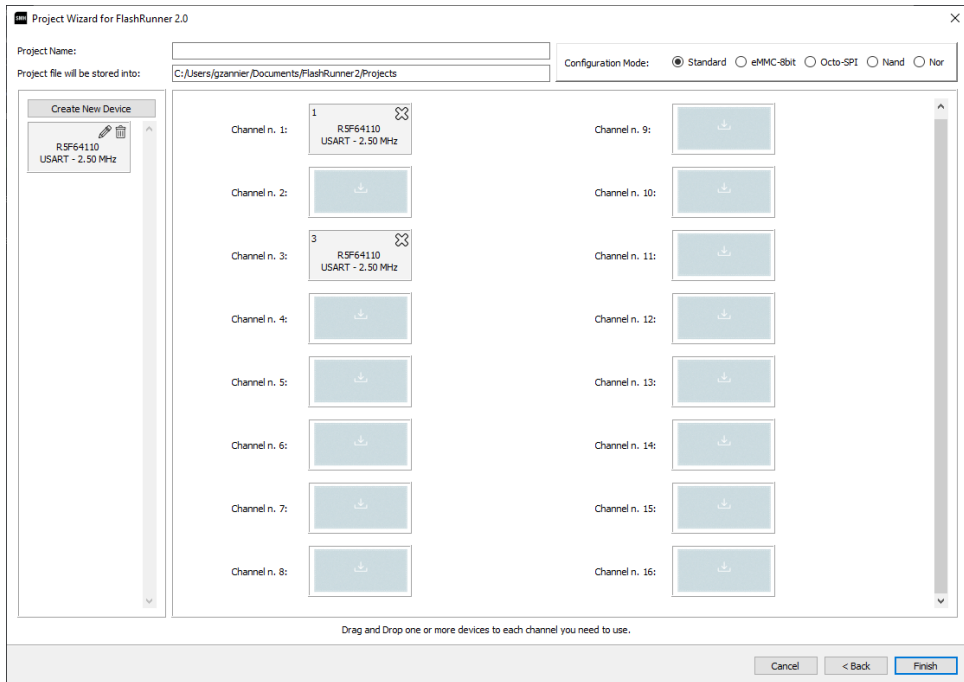 SMH Project Wizard for FlashRunner 2.0
Project Name:
Configuration Mode: Standard eMMC-8bit Octo-SPI Nand Nor
Project file will be stored into: C:/Users/gzannier/Documents/FlashRunner2/Projects
Create New Device
R5F64110
USART - 2.50 MHz
Channel n. 1:
1
R5F64110
USART - 2.50 MHz
Channel n. 2:
Channel n. 3:
3
R5F64110
USART - 2.50 MHz
Channel n. 4:
Channel n. 5:
Channel n. 6:
Channel n. 7:
Channel n. 8:
Channel n. 9:
Channel n. 10:
Channel n. 11:
Channel n. 12:
Channel n. 13:
Channel n. 14:
Channel n. 15:
Channel n. 16:
Drag and Drop one or more devices to each channel you need to use.
Cancel < Back Finish